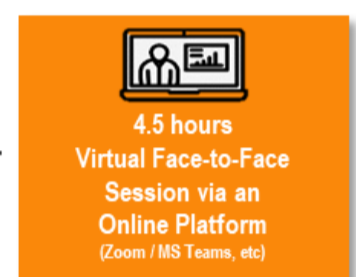 4.5 hours
Virtual Face-to-Face
Session via an
Online Platform
(Zoom / MS Teams, etc)